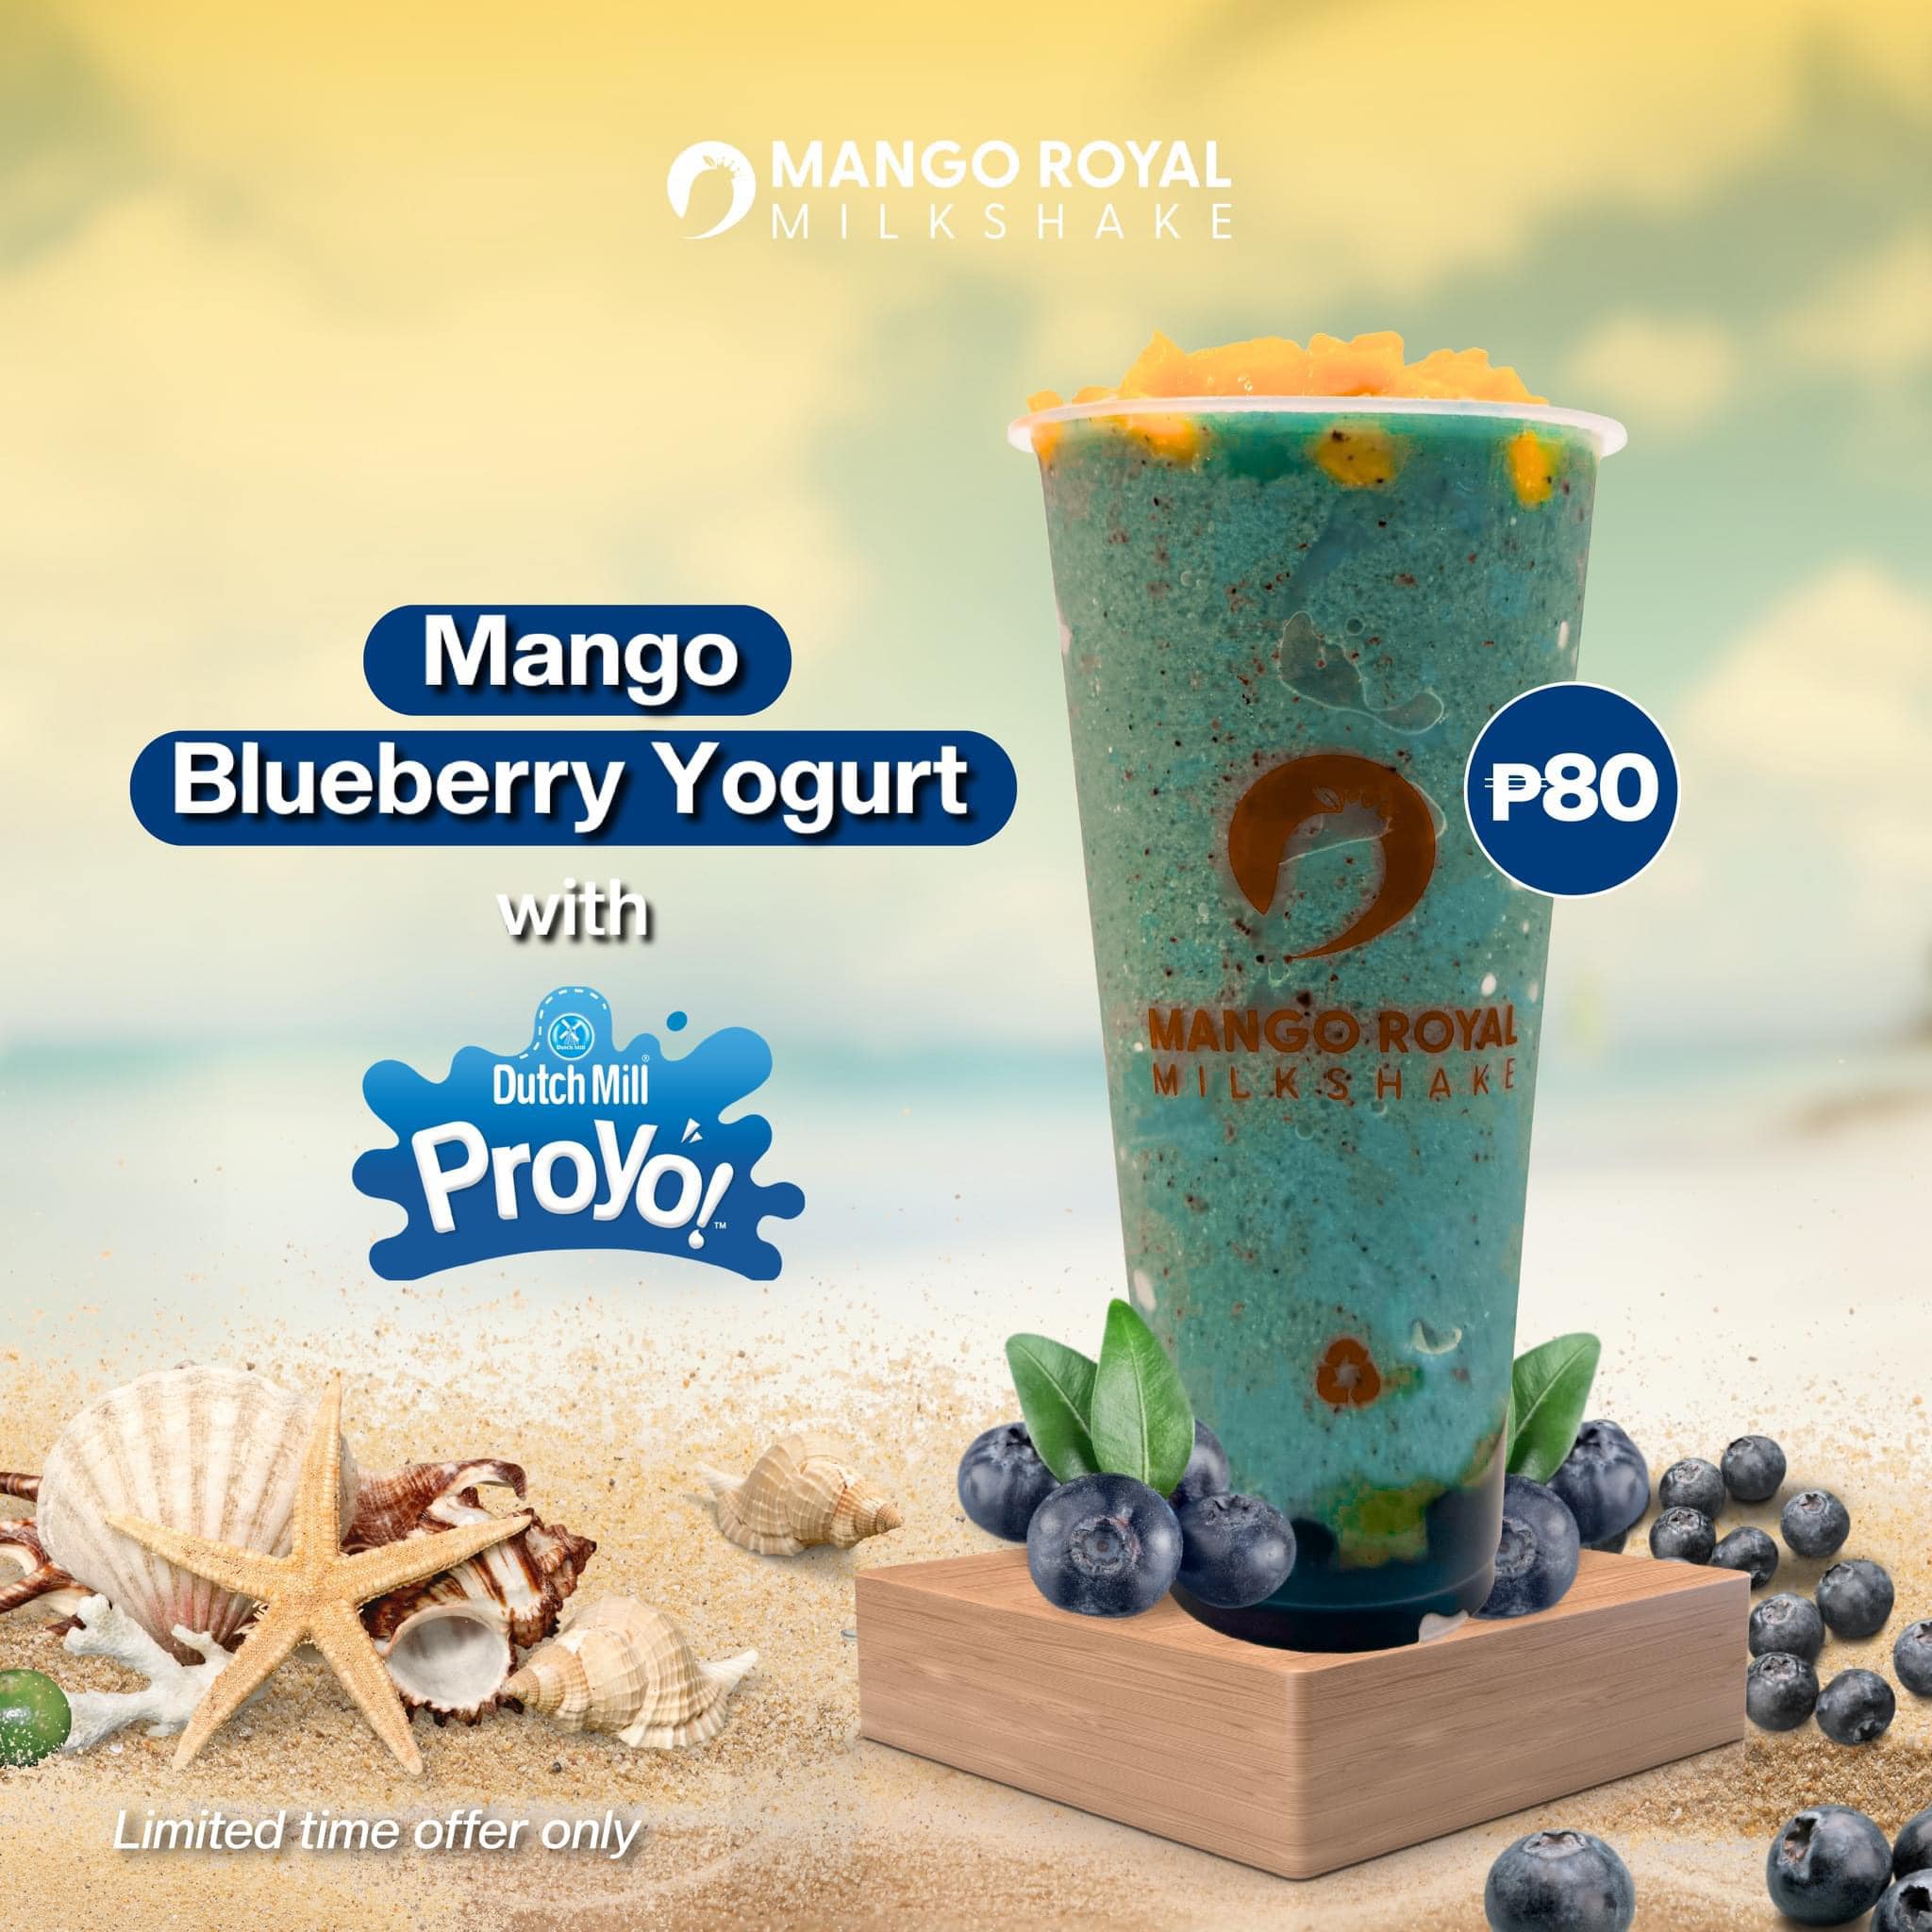 MANGO ROYAL
MILKSHAKE
Mango
Blueberry Yogurt
with
Dutch Mill
Dutch Mill®
ProYo!™
₱80
MANGO ROYAL
MILKSHAKE
Limited time offer only